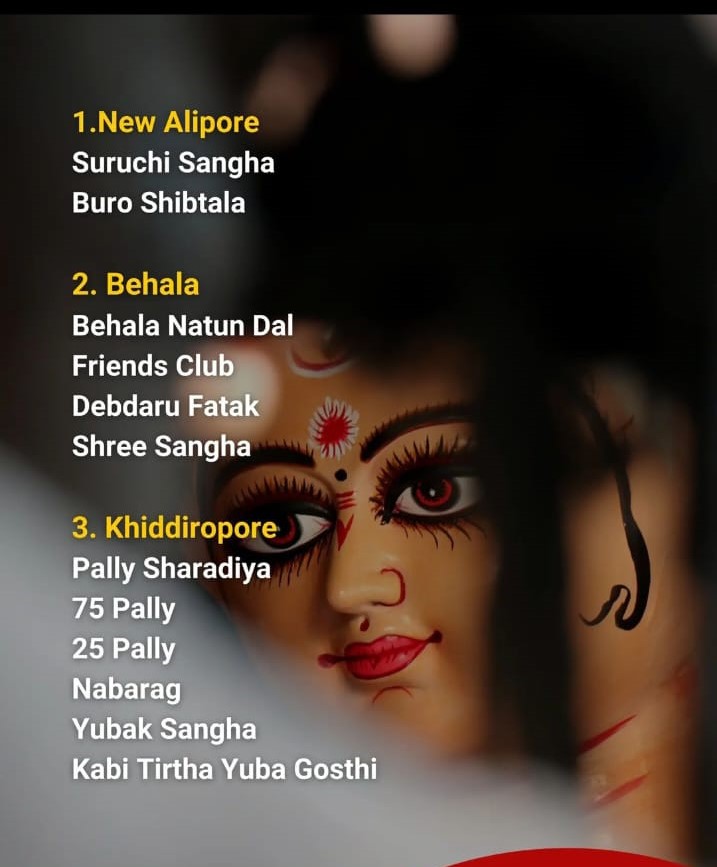 1.New Alipore
Suruchi Sangha
Buro Shibtala
2. Behala
Behala Natun Dal
Friends Club
Debdaru Fatak
Shree Sangha
3. Khiddiropore
Pally Sharadiya
75 Pally
25 Pally
Nabarag
Yubak Sangha
Kabi Tirtha Yuba Gosthi